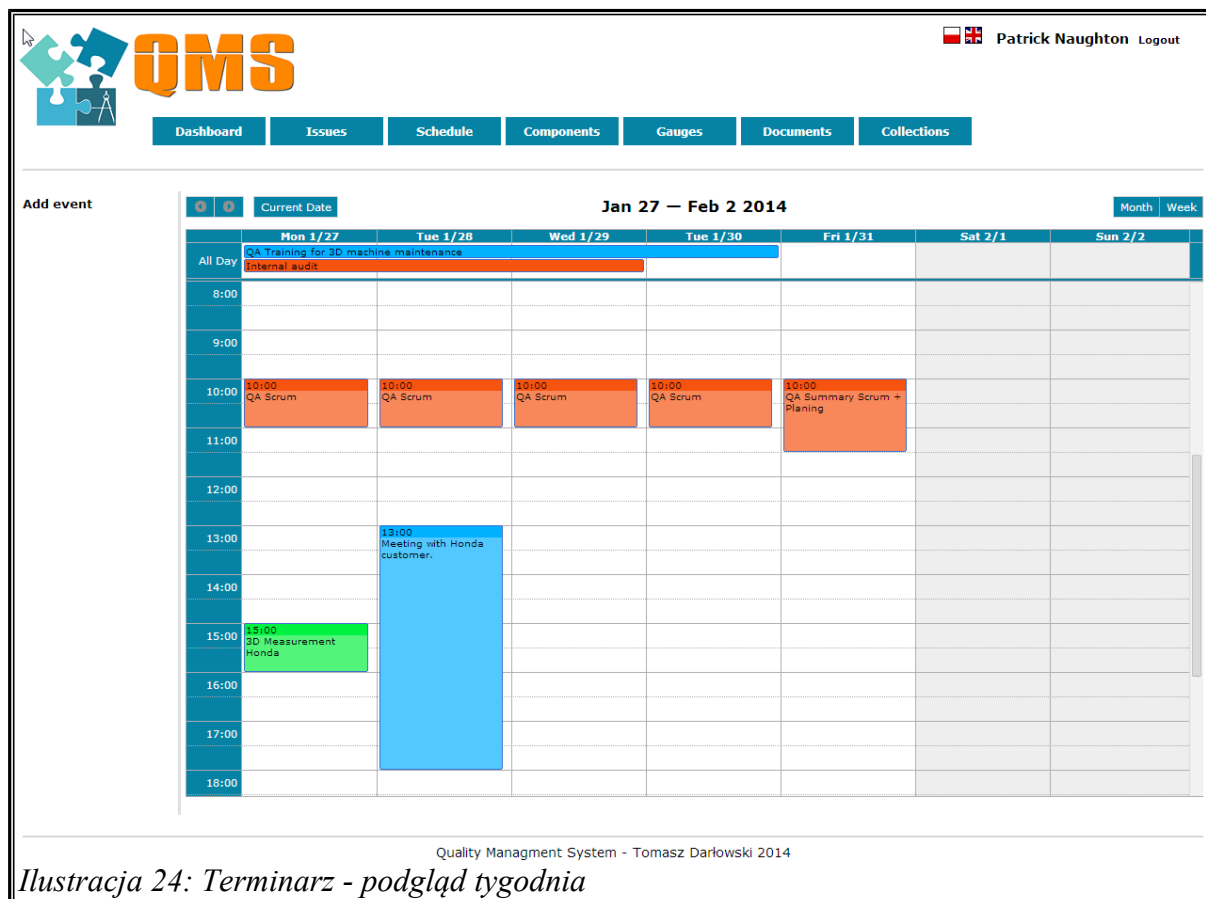 QMS
Patrick Naughton Logout
Dashboard Issues Schedule Components Gauges Documents Collections
Add event
Current Date
Jan 27 — Feb 2 2014
Month Week
Mon 1/27 Tue 1/28 Wed 1/29 Tue 1/30 Fri 1/31 Sat 2/1 Sun 2/2
All Day
QA Training for 3D machine maintenance
Internal audit
8:00
9:00
10:00
10:00
QA Scrum
10:00
QA Scrum
10:00
QA Scrum
10:00
QA Scrum
10:00
QA Summary Scrum +
Planing
11:00
12:00
13:00
13:00
Meeting with Honda
customer.
14:00
15:00
15:00
3D Measurement
Honda
16:00
17:00
18:00
Quality Managment System - Tomasz Darłowski 2014
Ilustracja 24: Terminarz - podgląd tygodnia